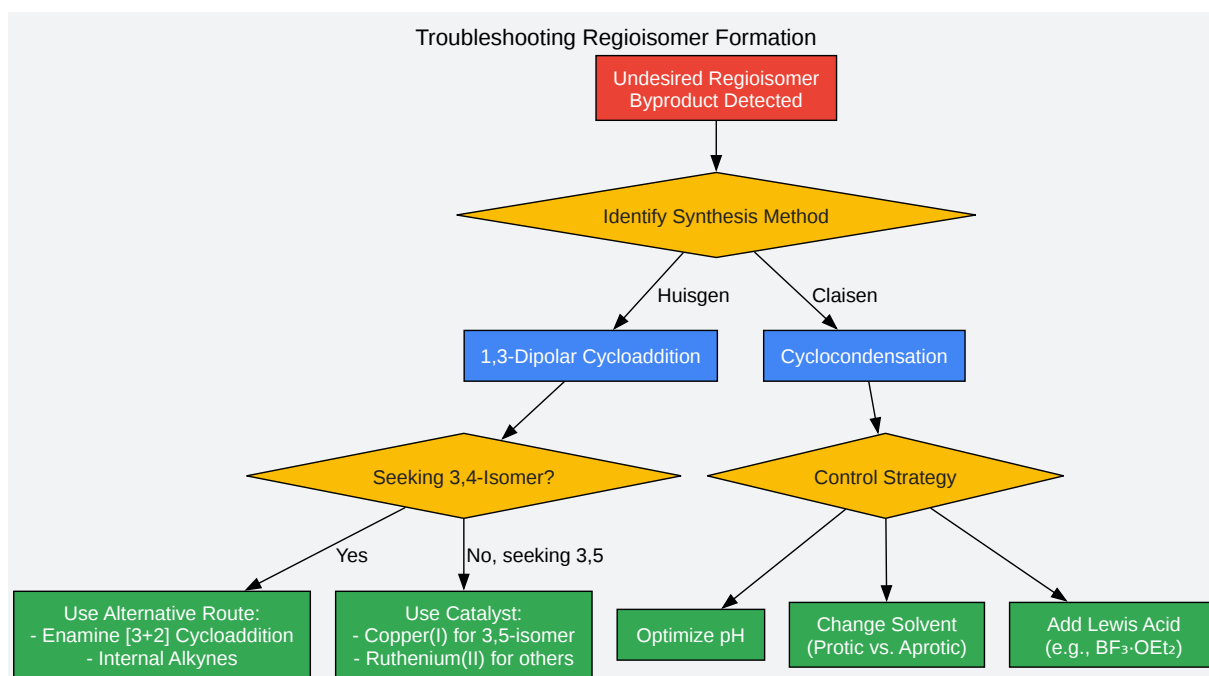 Troubleshooting Regioisomer Formation
Undesired Regioisomer
Byproduct Detected
Identify Synthesis Method
Huisgen
Claisen
1,3-Dipolar Cycloaddition
Cyclocondensation
Seeking 3,4-Isomer?
Control Strategy
Yes
No, seeking 3,5
Use Alternative Route:
- Enamine [3+2] Cycloaddition
- Internal Alkynes
Use Catalyst:
- Copper(I) for 3,5-isomer
- Ruthenium(II) for others
Optimize pH
Change Solvent
(Protic vs. Aprotic)
Add Lewis Acid
(e.g., BF₃·OEt₂)